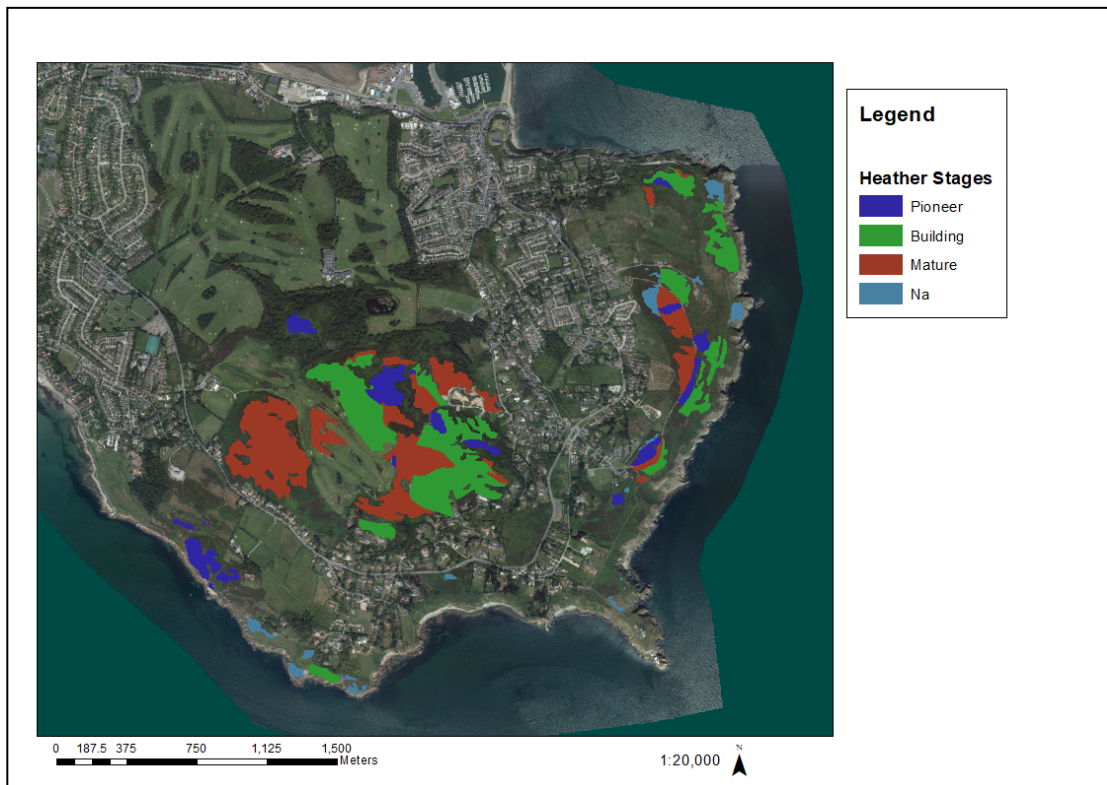 Legend
Heather Stages
Pioneer
Building
Mature
Na
0 187.5 375 750 1,125 1,500
Meters
1:20,000
N